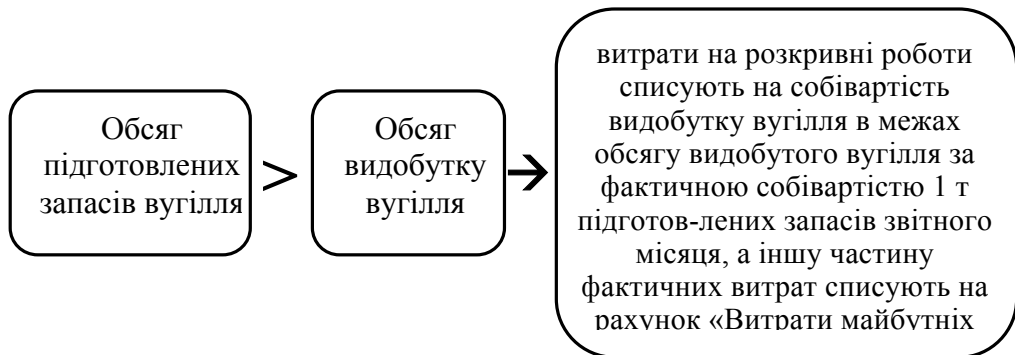 Обсяг
підготовлених
запасів вугілля
>
Обсяг
видобутку
вугілля
→
витрати на розкривні роботи
списують на собівартість
видобутку вугілля в межах
обсягу видобутого вугілля за
фактичною собівартістю 1 т
підготов-лених запасів звітного
місяця, а іншу частину
фактичних витрат списують на
рахунок «Витрати майбутніх